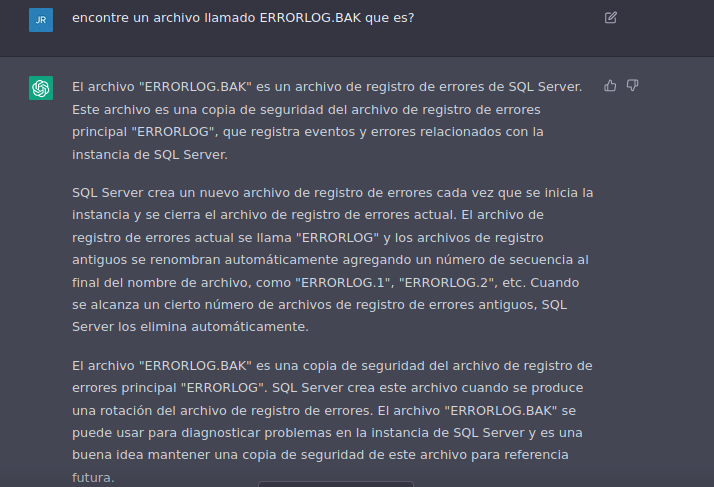 JR
encontre un archivo llamado ERRORLOG.BAK que es?
El archivo "ERRORLOG.BAK" es un archivo de registro de errores de SQL Server.
Este archivo es una copia de seguridad del archivo de registro de errores
principal "ERRORLOG", que registra eventos y errores relacionados con la
instancia de SQL Server.
SQL Server crea un nuevo archivo de registro de errores cada vez que se inicia la
instancia y se cierra el archivo de registro de errores actual. El archivo de
registro de errores actual se llama "ERRORLOG" y los archivos de registro
antiguos se renombran automáticamente agregando un número de secuencia al
final del nombre de archivo, como "ERRORLOG.1", "ERRORLOG.2", etc. Cuando
se alcanza un cierto número de archivos de registro de errores antiguos, SQL
Server los elimina automáticamente.
El archivo "ERRORLOG.BAK" es una copia de seguridad del archivo de registro de
errores principal "ERRORLOG". SQL Server crea este archivo cuando se produce
una rotación del archivo de registro de errores. El archivo "ERRORLOG.BAK" se
puede usar para diagnosticar problemas en la instancia de SQL Server y es una
buena idea mantener una copia de seguridad de este archivo para referencia
futura.